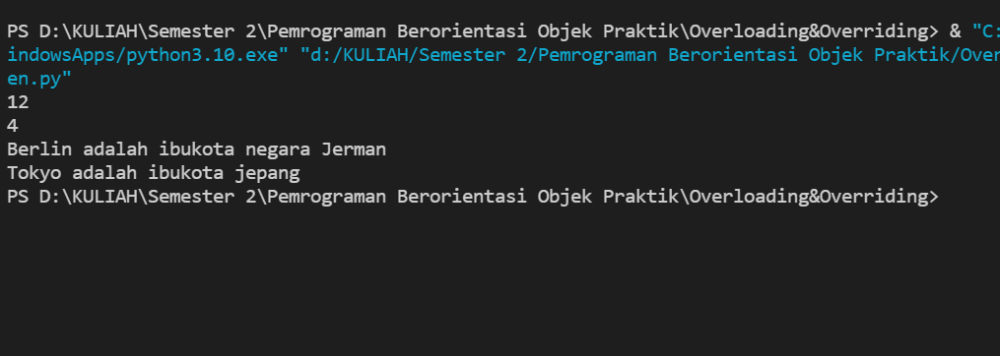 PS D:\KULIAH\Semester 2\Pemrograman Berorientasi Objek Praktik\Overloading&Overriding> & "C:
indowsApps/python3.10.exe" "d:/KULIAH/Semester 2/Pemrograman Berorientasi Objek Praktik/Over
en.py"
12
4
Berlin adalah ibukota negara Jerman
Tokyo adalah ibukota jepang
PS D:\KULIAH\Semester 2\Pemrograman Berorientasi Objek Praktik\Overloading&Overriding>